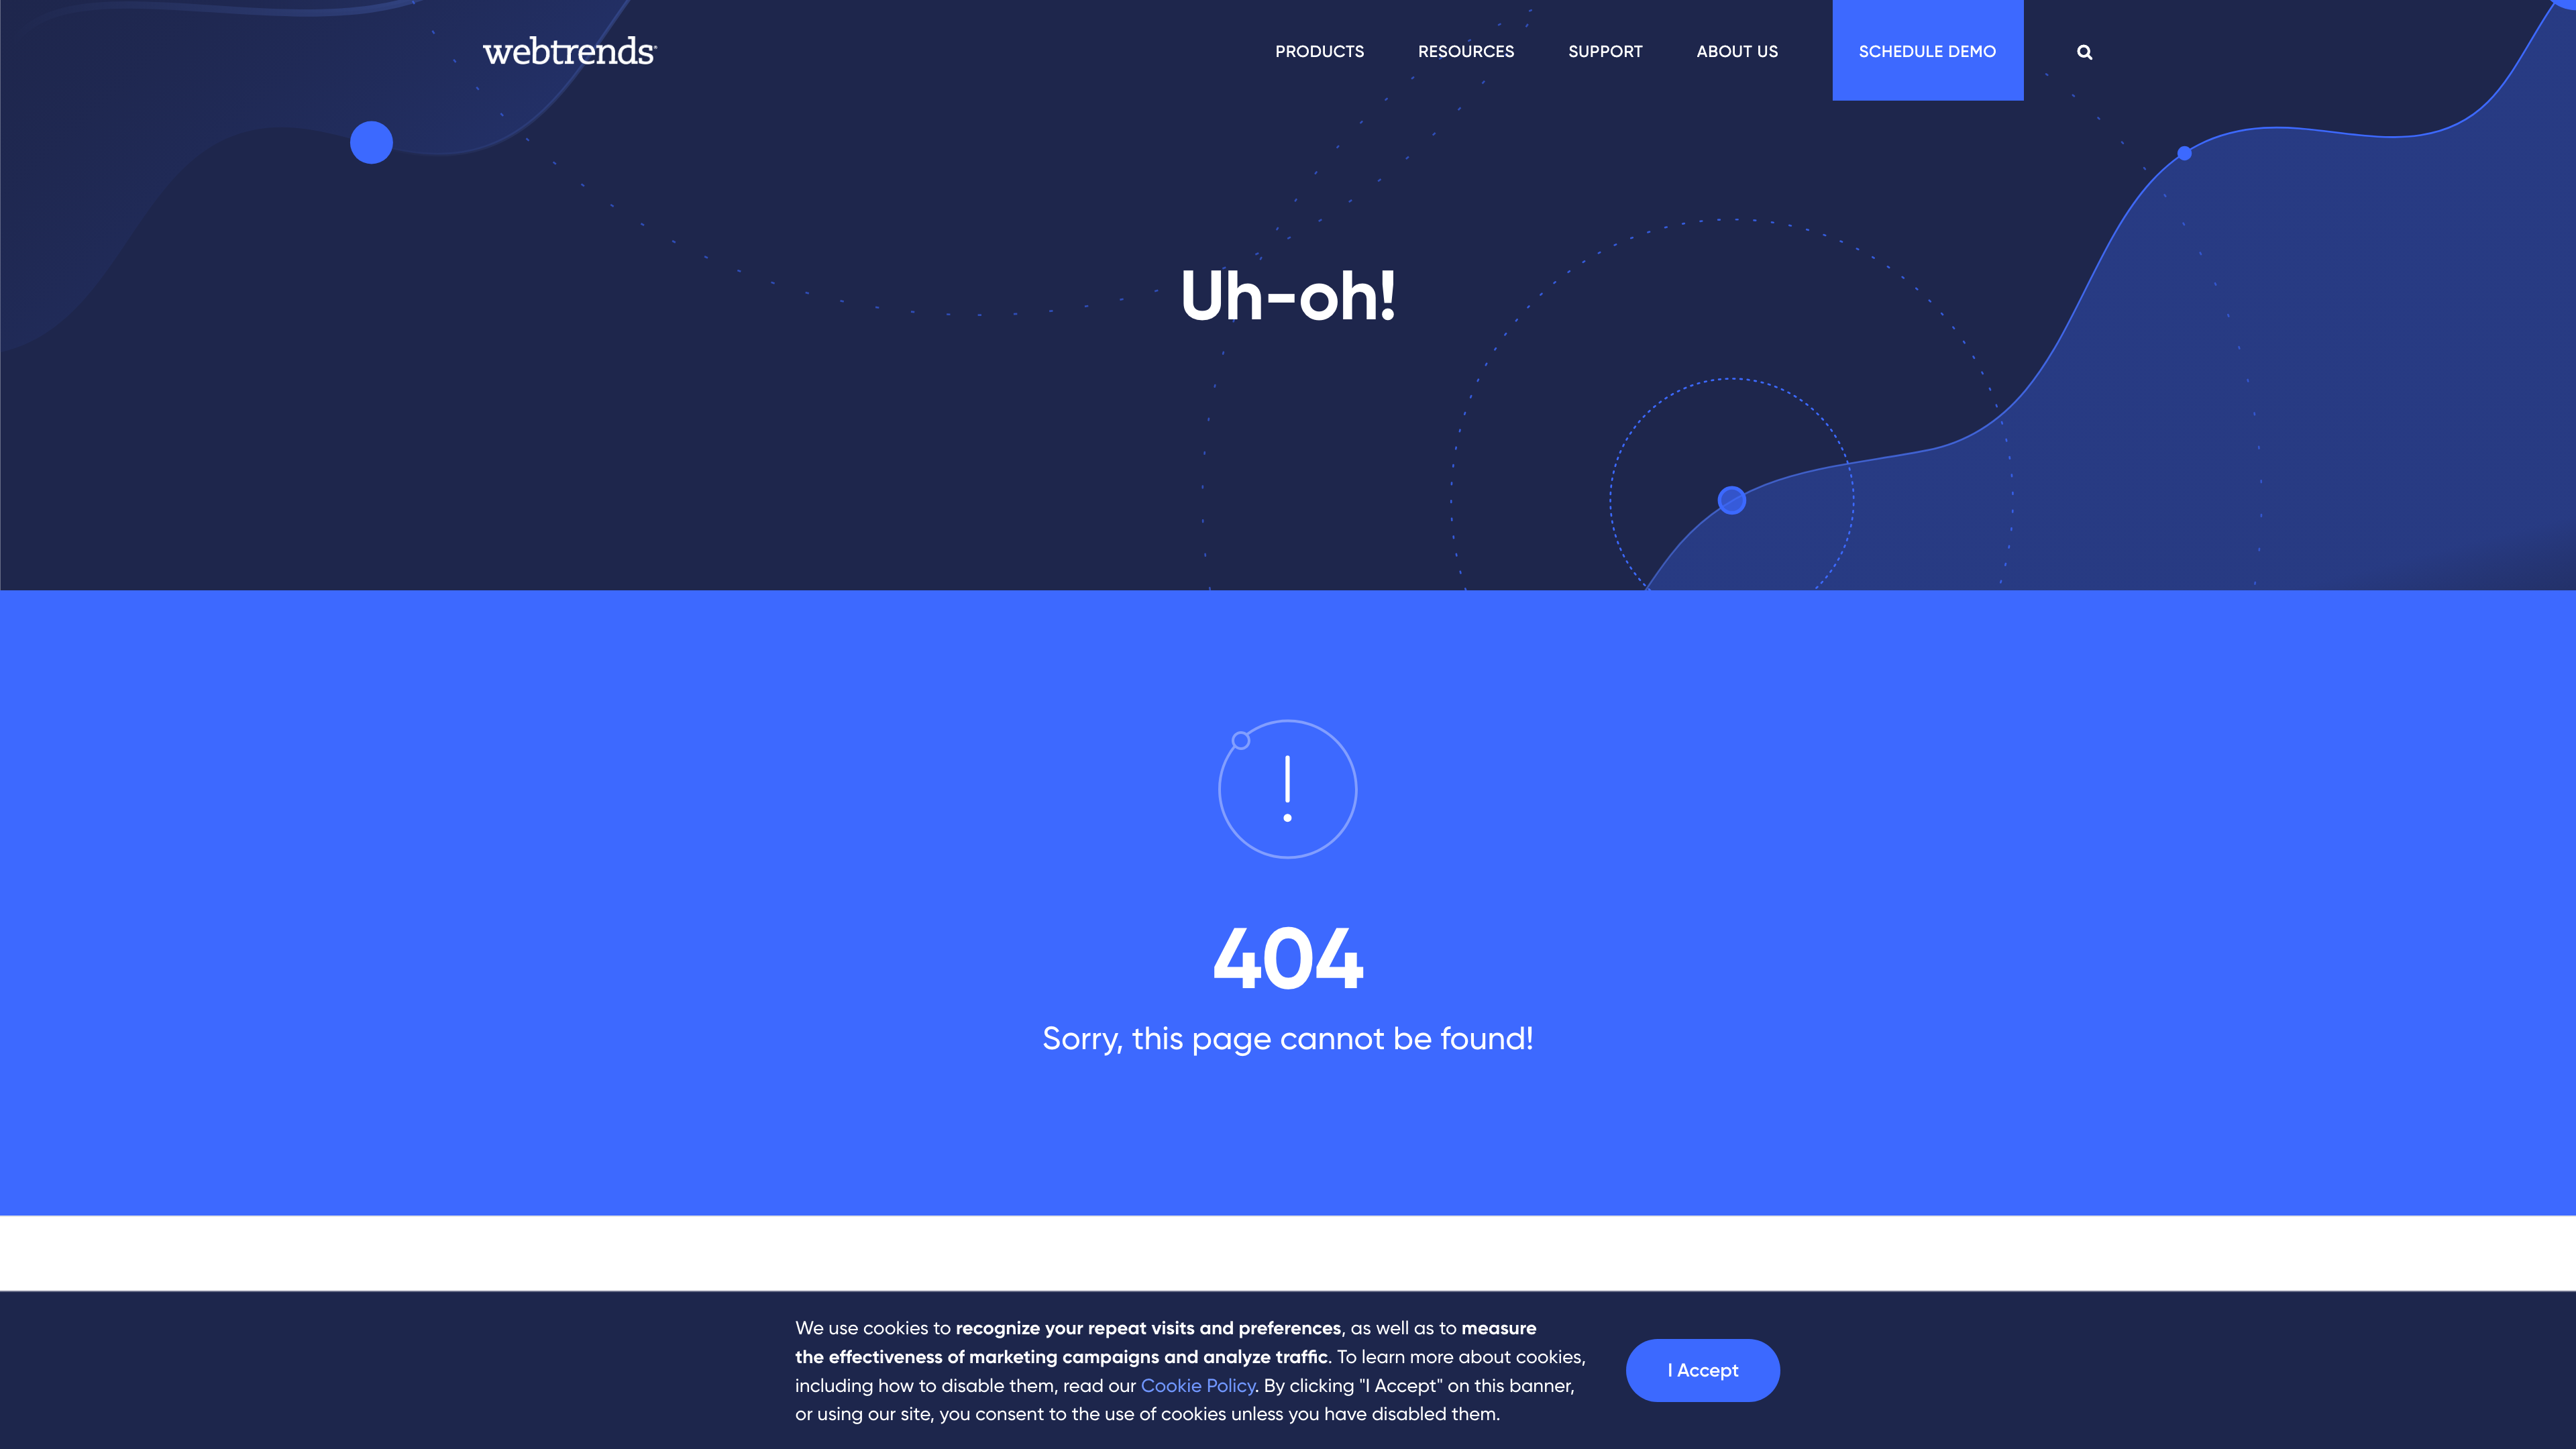 webtrends
PRODUCTS RESOURCES SUPPORT ABOUT US SCHEDULE DEMO
Uh-oh!
404
Sorry, this page cannot be found!
We use cookies to recognize your repeat visits and preferences, as well as to measure
the effectiveness of marketing campaigns and analyze traffic. To learn more about cookies,
including how to disable them, read our Cookie Policy. By clicking "I Accept" on this banner,
or using our site, you consent to the use of cookies unless you have disabled them.
I Accept